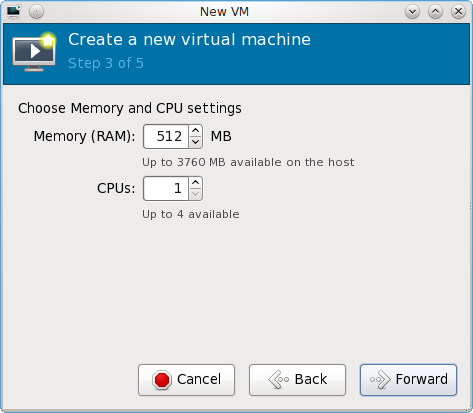 New VM
Create a new virtual machine
Step 3 of 5
Choose Memory and CPU settings
Memory (RAM): 512 MB
Up to 3760 MB available on the host
CPUs: 1
Up to 4 available
Cancel Back Forward